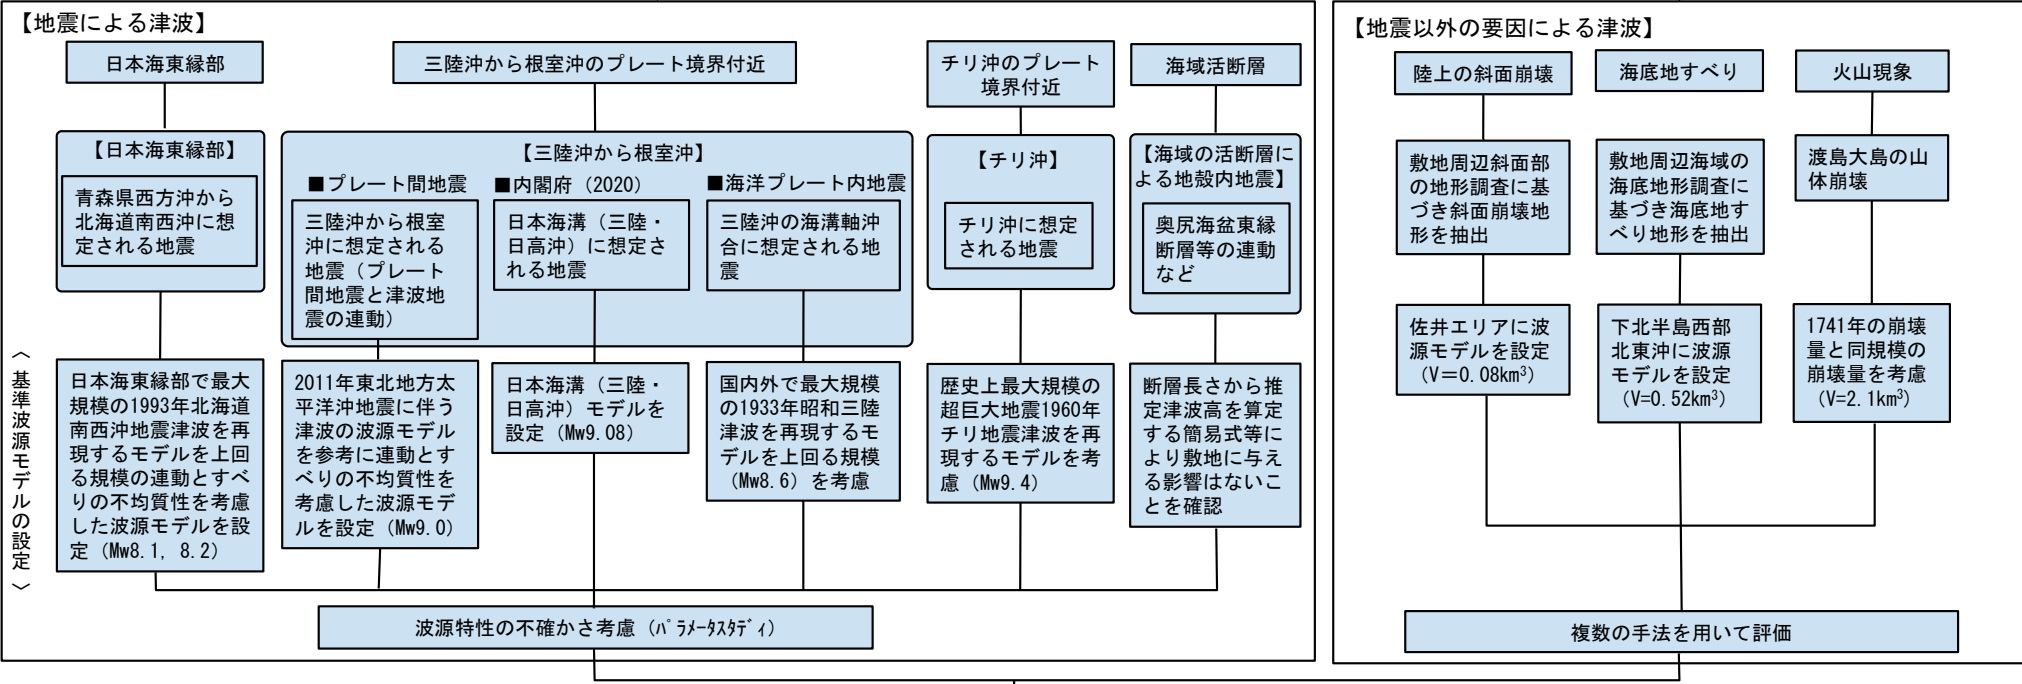 【地震による津波】
日本海東縁部
三陸沖から根室沖のプレート境界付近
チリ沖のプレート
境界付近
海域活断層
【日本海東縁部】
青森県西方沖から
北海道南西沖に想
定される地震
【三陸沖から根室沖】
■プレート間地震
三陸沖から根室
沖に想定される
地震（プレート
間地震と津波地
震の連動）
■内閣府（2020）
日本海溝（三陸・
日高沖）に想定さ
れる地震
■海洋プレート内地震
三陸沖の海溝軸沖
合に想定される地
震
【チリ沖】
チリ沖に想定
される地震
【海域の活断層に
よる地殻内地震】
奥尻海盆東縁
断層等の連動
など
〈基準波源モデルの設定〉
日本海東縁部で最大
規模の1993年北海道
南西沖地震津波を再
現するモデルを上回
る規模の連動とすべ
りの不均質性を考慮
した波源モデルを設
定（Mw8.1, 8.2）
2011年東北地方太
平洋沖地震に伴う
津波の波源モデル
を参考に連動とす
べりの不均質性を
考慮した波源モデ
ルを設定（Mw9.0）
日本海溝（三陸・
日高沖）モデルを
設定（Mw9.08）
国内外で最大規模
の1933年昭和三陸
津波を再現するモ
デルを上回る規模
（Mw8.6）を考慮
歴史上最大規模の
超巨大地震1960年
チリ地震津波を再
現するモデルを考
慮（Mw9.4）
断層長さから推
定津波高を算定
する簡易式等に
より敷地に与え
る影響はないこ
とを確認
波源特性の不確かさ考慮（ﾊﾟﾗﾒｰﾀｽﾀﾃﾞｨ）
【地震以外の要因による津波】
陸上の斜面崩壊
海底地すべり
火山現象
敷地周辺斜面部
の地形調査に基
づき斜面崩壊地
形を抽出
敷地周辺海域の
海底地形調査に
基づき海底地す
べり地形を抽出
渡島大島の山
体崩壊
佐井エリアに波
源モデルを設定
（V＝0.08km³）
下北半島西部
北東沖に波源
モデルを設定
（V=0.52km³）
1741年の崩壊
量と同規模の
崩壊量を考慮
（V=2.1km³）
複数の手法を用いて評価